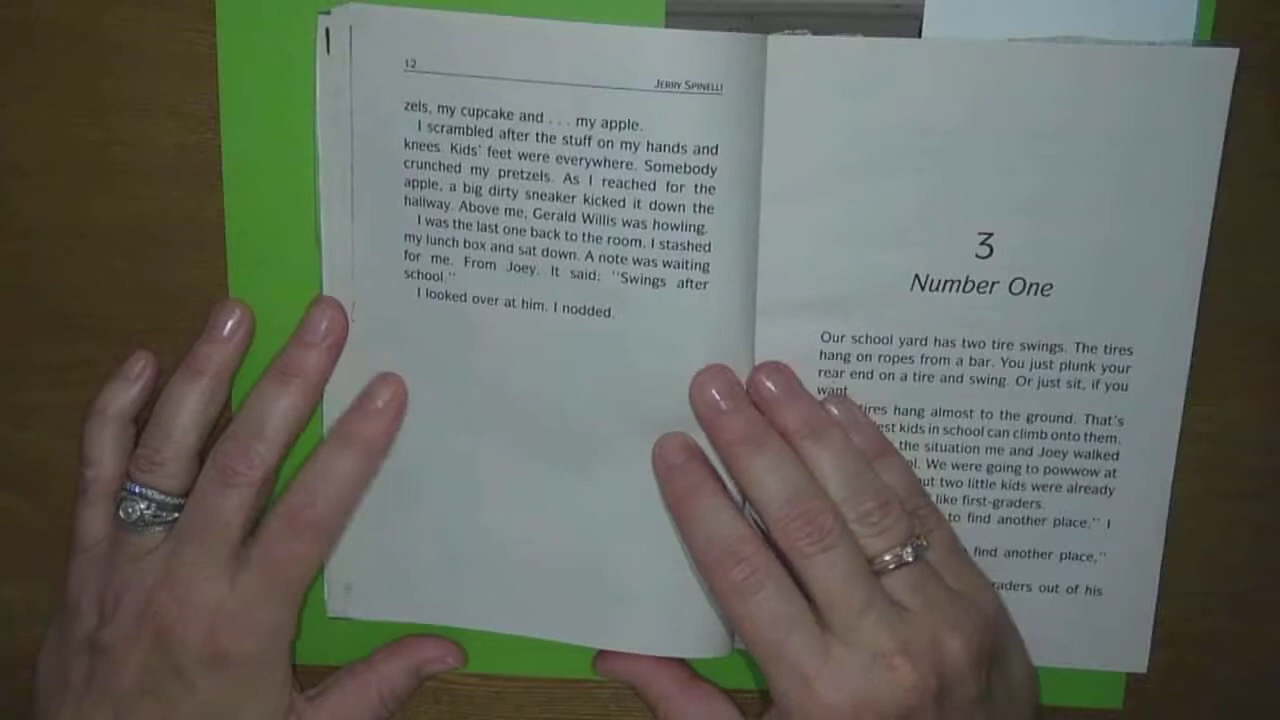 12
JERRY SPINELLI
zels, my cupcake and . . . my apple.
I scrambled after the stuff on my hands and
knees. Kids' feet were everywhere. Somebody
crunched my pretzels. As I reached for the
apple, a big dirty sneaker kicked it down the
hallway. Above me, Gerald Willis was howling.
I was the last one back to the room. I stashed
my lunch box and sat down. A note was waiting
for me. From Joey. It said: "Swings after
school."
I looked over at him. I nodded.
3
Number One
Our school yard has two tire swings. The tires
hang on ropes from a bar. You just plunk your
rear end on a tire and swing. Or just sit, if you
want.
tires hang almost to the ground. That's
est kids in school can climb onto them.
the situation me and Joey walked
ol. We were going to powwow at
ut two little kids were already
like first-graders.
to find another place," I
find another place,"
raders out of his